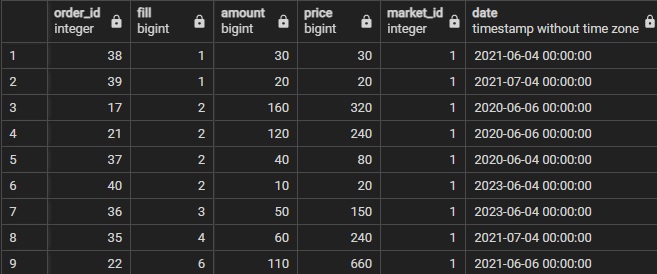 order_id fill amount price market_id date
integer bigint bigint bigint integer timestamp without time zone
1 38 1 30 30 1 2021-06-04 00:00:00
2 39 1 20 20 1 2021-07-04 00:00:00
3 17 2 160 320 1 2020-06-06 00:00:00
4 21 2 120 240 1 2020-06-06 00:00:00
5 37 2 40 80 1 2020-06-04 00:00:00
6 40 2 10 20 1 2023-06-04 00:00:00
7 36 3 50 150 1 2023-06-04 00:00:00
8 35 4 60 240 1 2021-07-04 00:00:00
9 22 6 110 660 1 2021-06-06 00:00:00